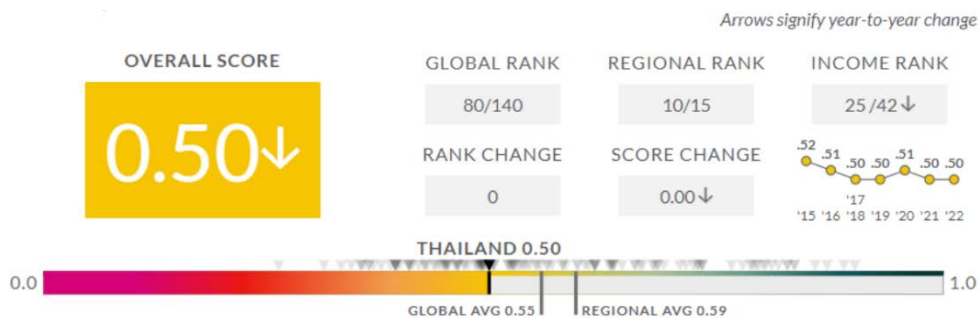 Arrows signify year-to-year change
OVERALL SCORE
0.50↓
GLOBAL RANK
80/140
REGIONAL RANK
10/15
INCOME RANK
25/42↓
RANK CHANGE
0
SCORE CHANGE
0.00↓
.52 .51 .50 .50 .51 .50 .50
'17
'15 '16 '18 '19 '20 '21 '22
THAILAND 0.50
0.0
1.0
GLOBAL AVG 0.55
REGIONAL AVG 0.59